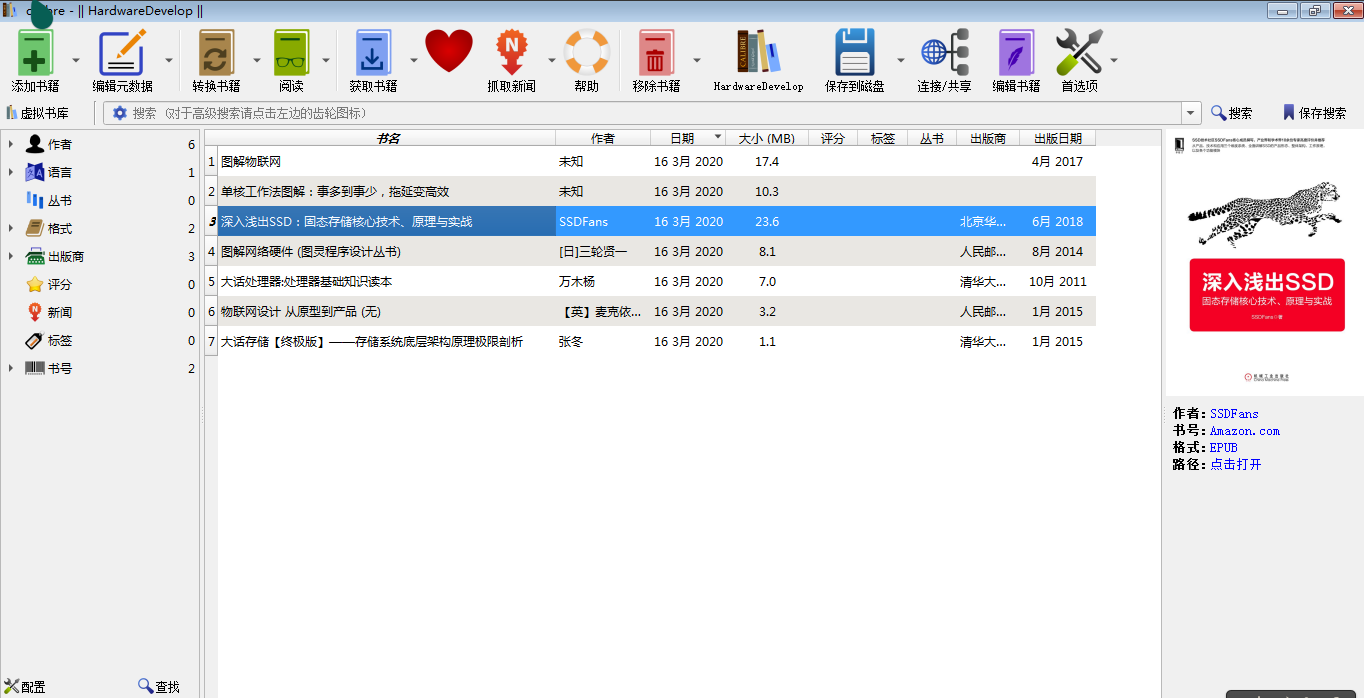 calibre - || HardwareDevelop ||
添加书籍 编辑元数据 转换书籍 阅读 获取书籍 抓取新闻 帮助 移除书籍 HardwareDevelop 保存到磁盘 连接/共享 编辑书籍 首选项
虚拟书库 搜索 (对于高级搜索请点击左边的齿轮图标) 搜索 保存搜索
作者 6
语言 1
丛书 0
格式 2
出版商 3
评分 0
新闻 0
标签 0
书号 2
书名 作者 日期 大小 (MB) 评分 标签 丛书 出版商 出版日期
1 图解物联网 未知 16 3月 2020 17.4 4月 2017
2 单核工作法图解：事多到事少，拖延变高效 未知 16 3月 2020 10.3
3 深入浅出SSD：固态存储核心技术、原理与实战 SSDFans 16 3月 2020 23.6 北京华... 6月 2018
4 图解网络硬件 (图灵程序设计丛书) [日]三轮贤一 16 3月 2020 8.1 人民邮... 8月 2014
5 大话处理器:处理器基础知识读本 万木杨 16 3月 2020 7.0 清华大... 10月 2011
6 物联网设计 从原型到产品 (无) 【英】麦克依... 16 3月 2020 3.2 人民邮... 1月 2015
7 大话存储【终极版】——存储系统底层架构原理极限剖析 张冬 16 3月 2020 1.1 清华大... 1月 2015
深入浅出SSD
固态存储核心技术、原理与实战
SSDFans◎著
机械工业出版社
China Machine Press
作者: SSDFans
书号: Amazon.com
格式: EPUB
路径: 点击打开
配置 查找